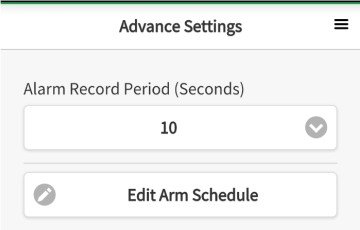 Advance Settings
Alarm Record Period (Seconds)
10
Edit Arm Schedule